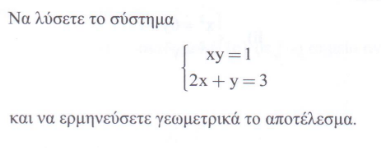 Να λύσετε το σύστημα
xy = 1
2x + y = 3
και να ερμηνεύσετε γεωμετρικά το αποτέλεσμα.